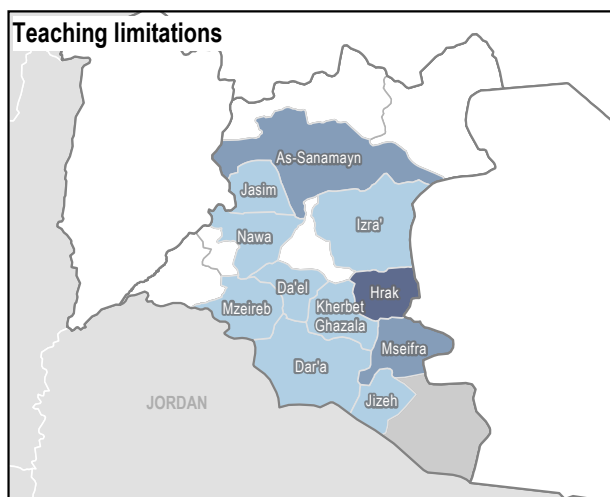 Teaching limitations
As-Sanamayn
Jasim
Izra'
Nawa
Da'el
Hrak
Mzeireb
Kherbet
Ghazala
Mseifra
Dar'a
Jizeh
JORDAN